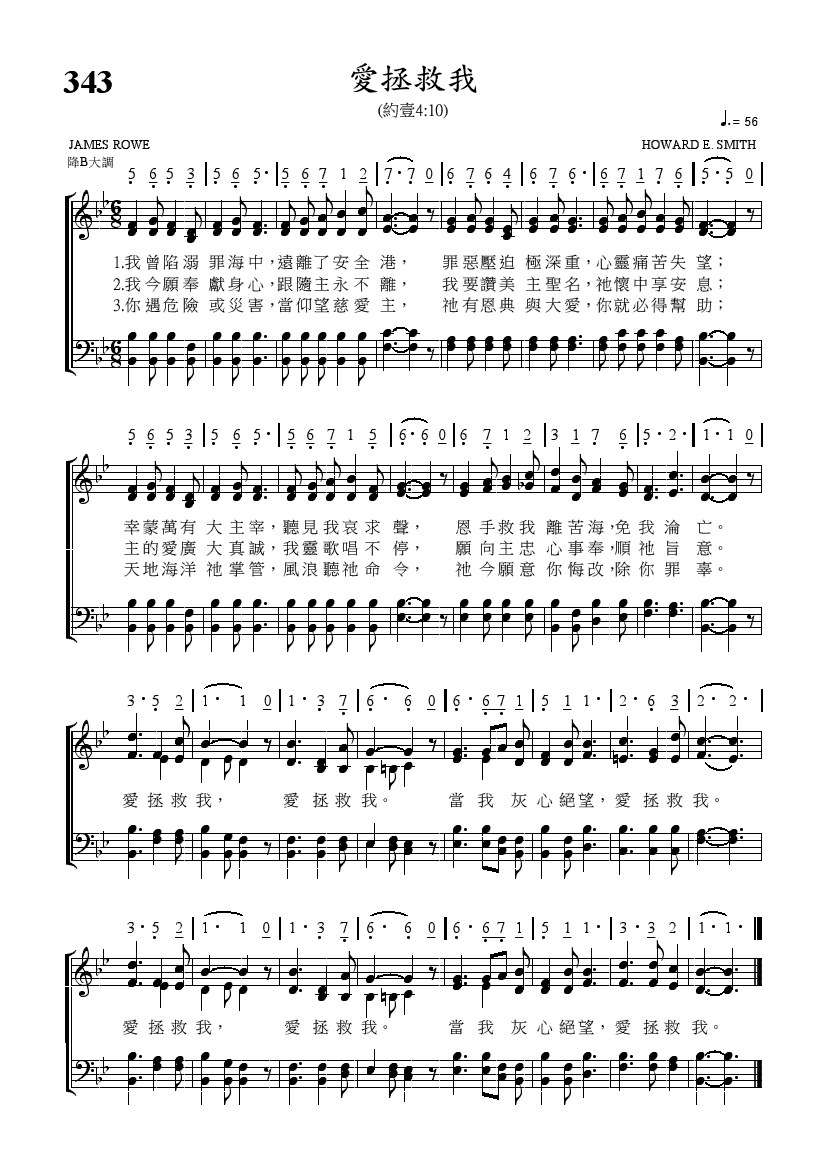 343
愛拯救我
(約壹4:10)
♩. = 56
JAMES ROWE
HOWARD E. SMITH
降B大調
5 6 5 3 | 5 6 5· | 5 6 7 1 2 | 7· 7 0 | 6 7 6 4 | 6 7 6· | 6 7 1 7 6 | 5· 5 0 |
1.我曾陷溺 罪海中，遠離了安全港， 罪惡壓迫 極深重，心靈痛苦失望；
2.我今願奉 獻身心，跟隨主永不離， 我要讚美 主聖名，祂懷中享安息；
3.你遇危險 或災害，當仰望慈愛主， 祂有恩典 與大愛，你就必得幫助；
5 6 5 3 | 5 6 5· | 5 6 7 1 5 | 6· 6 0 | 6 7 1 2 | 3 1 7 6 | 5· 2· | 1· 1 0 |
幸蒙萬有 大主宰，聽見我哀求聲， 恩手救我 離苦海，免我淪亡。
主的愛廣 大真誠，我靈歌唱不停， 願向主忠 心事奉，順祂旨意。
天地海洋 祂掌管，風浪聽祂命令， 祂今願意 你悔改，除你罪辜。
3· 5 2 | 1· 1 0 | 1· 3 7 | 6· 6 0 | 6· 6 7 1 | 5 1 1· | 2· 6 3 | 2· 2· |
愛拯救我， 愛拯救我。 當我灰心絕望，愛拯救我。
3· 5 2 | 1· 1 0 | 1· 3 7 | 6· 6 0 | 6· 6 7 1 | 5 1 1· | 3· 3 2 | 1· 1·
愛拯救我， 愛拯救我。 當我灰心絕望，愛拯救我。